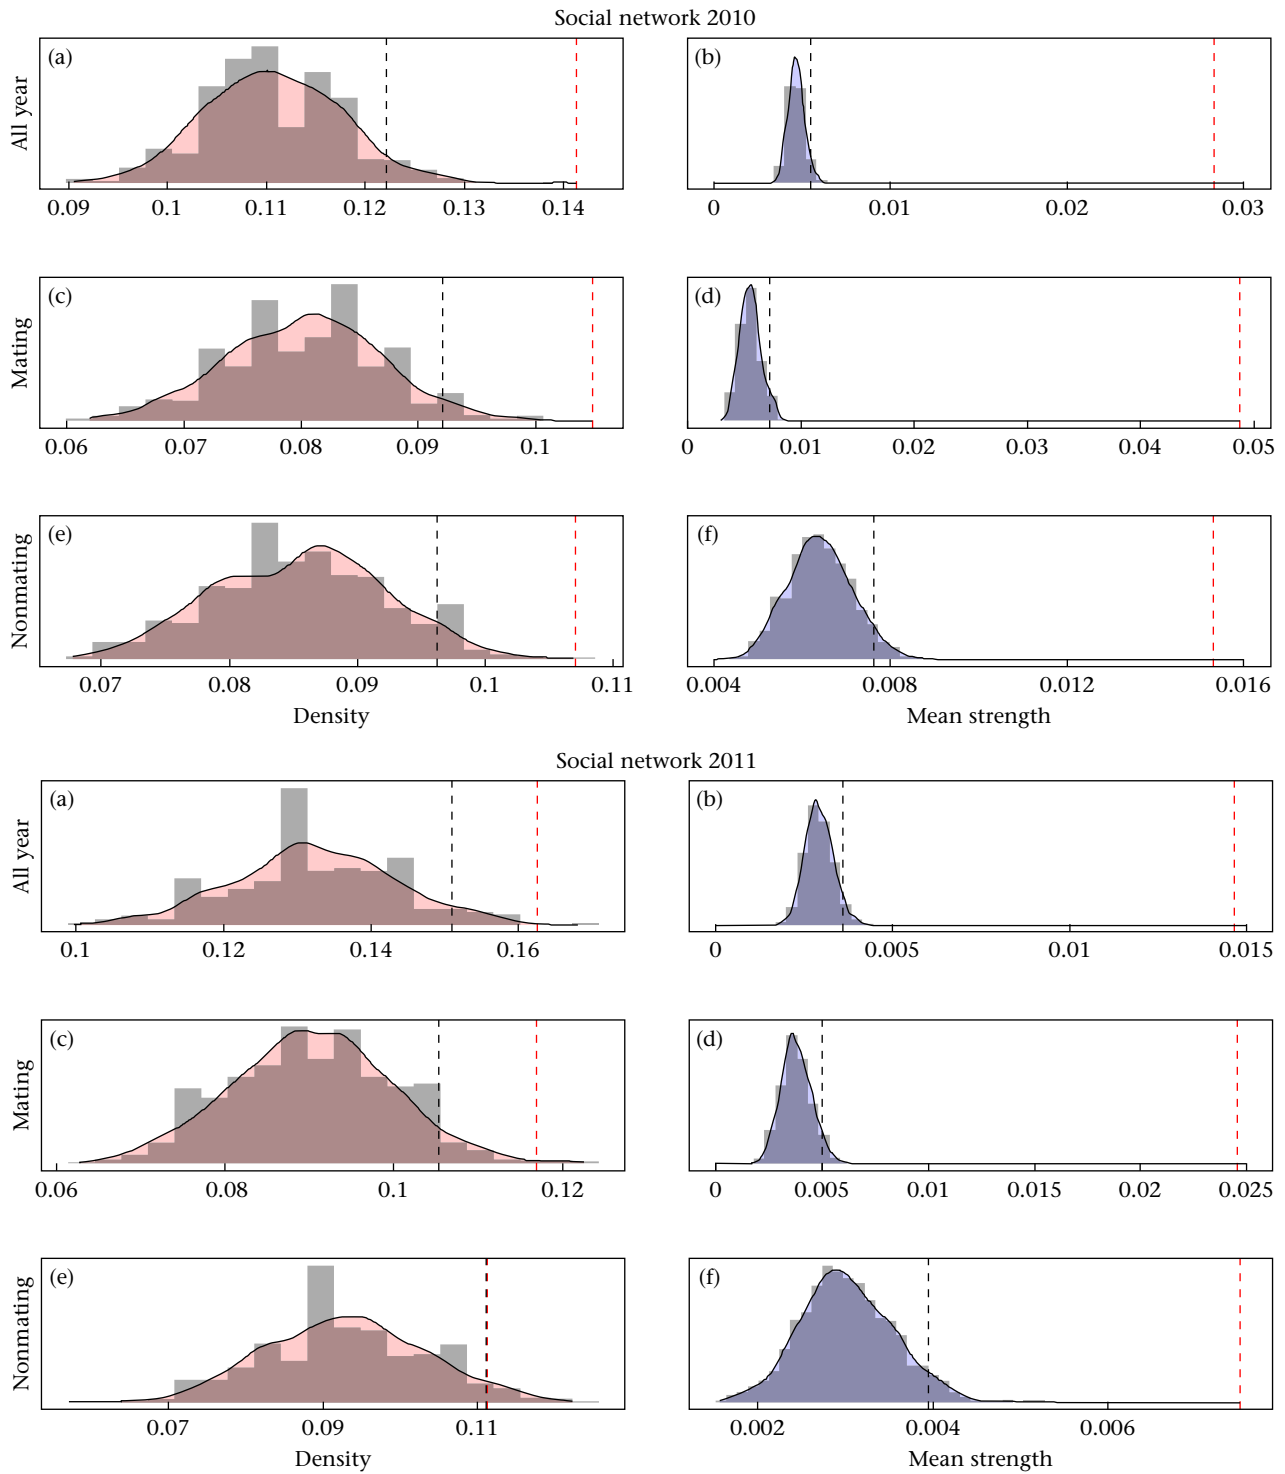 Social network 2010
All year
(a)
0.09 0.1 0.11 0.12 0.13 0.14
(b)
0 0.01 0.02 0.03
Mating
(c)
0.06 0.07 0.08 0.09 0.1
(d)
0 0.01 0.02 0.03 0.04 0.05
Nonmating
(e)
0.07 0.08 0.09 0.1 0.11
Density
(f)
0.004 0.008 0.012 0.016
Mean strength
Social network 2011
All year
(a)
0.1 0.12 0.14 0.16
(b)
0 0.005 0.01 0.015
Mating
(c)
0.06 0.08 0.1 0.12
(d)
0 0.005 0.01 0.015 0.02 0.025
Nonmating
(e)
0.07 0.09 0.11
Density
(f)
0.002 0.004 0.006
Mean strength